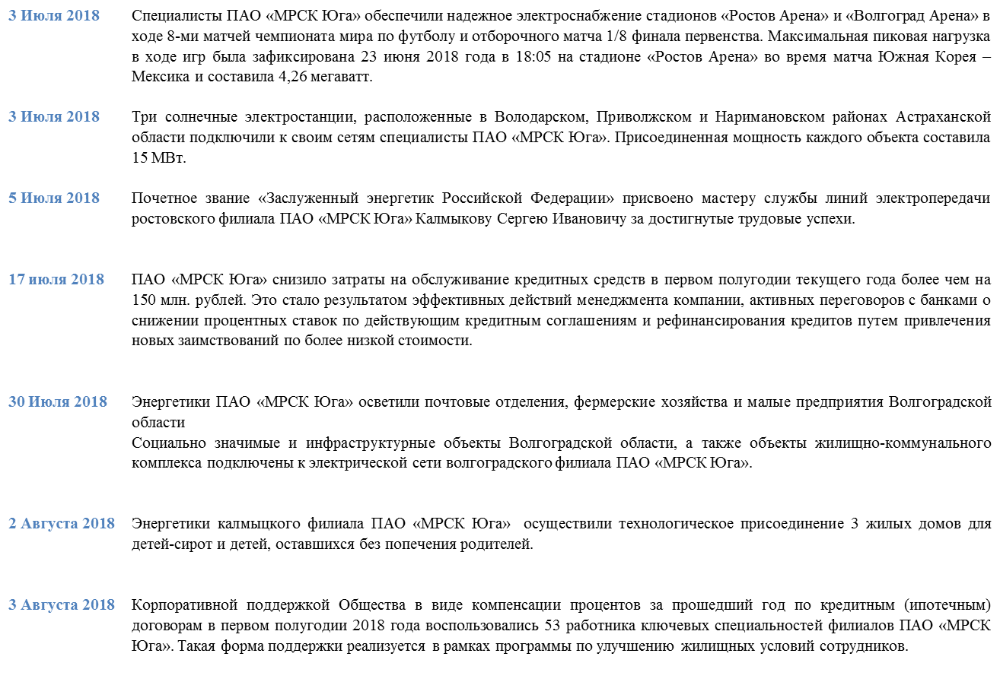 3 Июля 2018 Специалисты ПАО «МРСК Юга» обеспечили надежное электроснабжение стадионов «Ростов Арена» и «Волгоград Арена» в
ходе 8-ми матчей чемпионата мира по футболу и отборочного матча 1/8 финала первенства. Максимальная пиковая нагрузка
в ходе игр была зафиксирована 23 июня 2018 года в 18:05 на стадионе «Ростов Арена» во время матча Южная Корея –
Мексика и составила 4,26 мегаватт.
3 Июля 2018 Три солнечные электростанции, расположенные в Володарском, Приволжском и Наримановском районах Астраханской
области подключили к своим сетям специалисты ПАО «МРСК Юга». Присоединенная мощность каждого объекта составила
15 МВт.
5 Июля 2018 Почетное звание «Заслуженный энергетик Российской Федерации» присвоено мастеру службы линий электропередачи
ростовского филиала ПАО «МРСК Юга» Калмыкову Сергею Ивановичу за достигнутые трудовые успехи.
17 июля 2018 ПАО «МРСК Юга» снизило затраты на обслуживание кредитных средств в первом полугодии текущего года более чем на
150 млн. рублей. Это стало результатом эффективных действий менеджмента компании, активных переговоров с банками о
снижении процентных ставок по действующим кредитным соглашениям и рефинансирования кредитов путем привлечения
новых заимствований по более низкой стоимости.
30 Июля 2018 Энергетики ПАО «МРСК Юга» осветили почтовые отделения, фермерские хозяйства и малые предприятия Волгоградской
области
Социально значимые и инфраструктурные объекты Волгоградской области, а также объекты жилищно-коммунального
комплекса подключены к электрической сети волгоградского филиала ПАО «МРСК Юга».
2 Августа 2018 Энергетики калмыцкого филиала ПАО «МРСК Юга» осуществили технологическое присоединение 3 жилых домов для
детей-сирот и детей, оставшихся без попечения родителей.
3 Августа 2018 Корпоративной поддержкой Общества в виде компенсации процентов за прошедший год по кредитным (ипотечным)
договорам в первом полугодии 2018 года воспользовались 53 работника ключевых специальностей филиалов ПАО «МРСК
Юга». Такая форма поддержки реализуется в рамках программы по улучшению жилищных условий сотрудников.